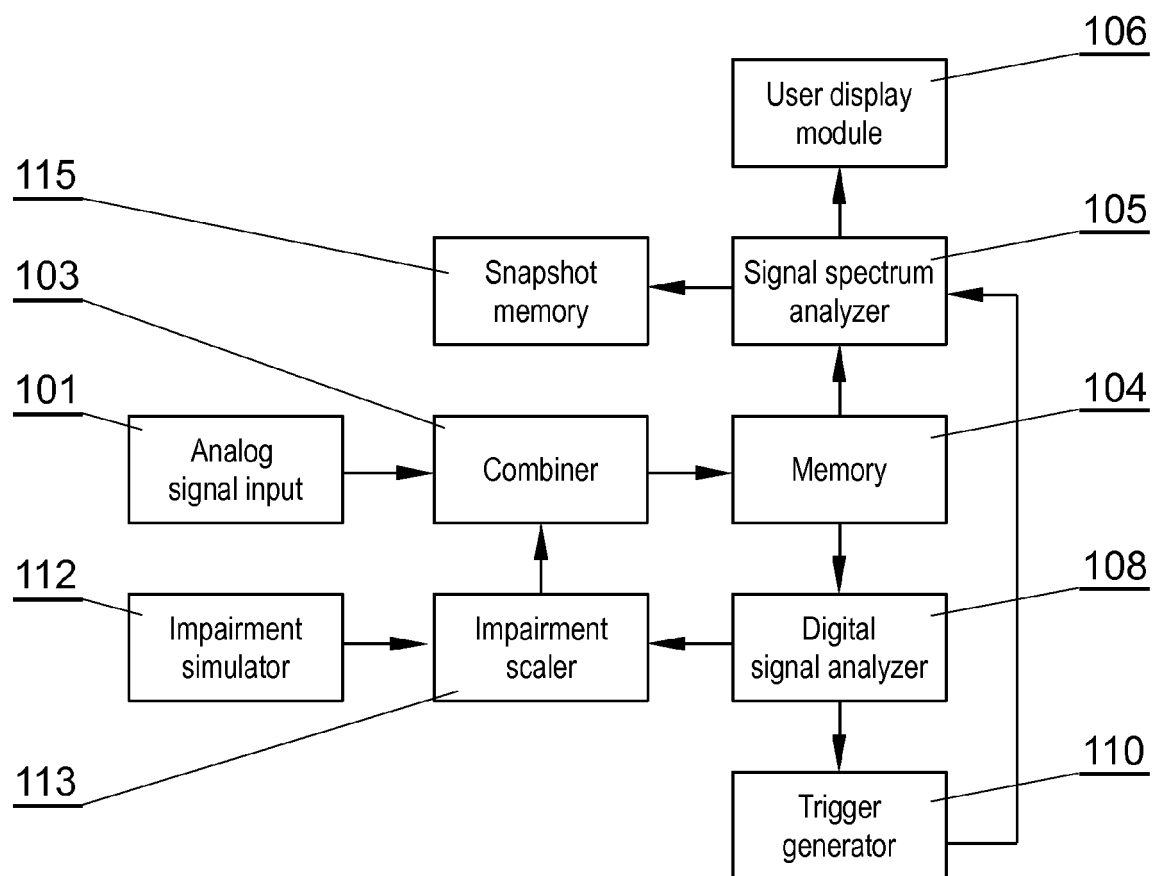 106
User display
module
115
105
Snapshot
memory
Signal spectrum
analyzer
103
101
104
Analog
signal input
Combiner
Memory
112
108
Impairment
simulator
Impairment
scaler
Digital
signal analyzer
113
110
Trigger
generator